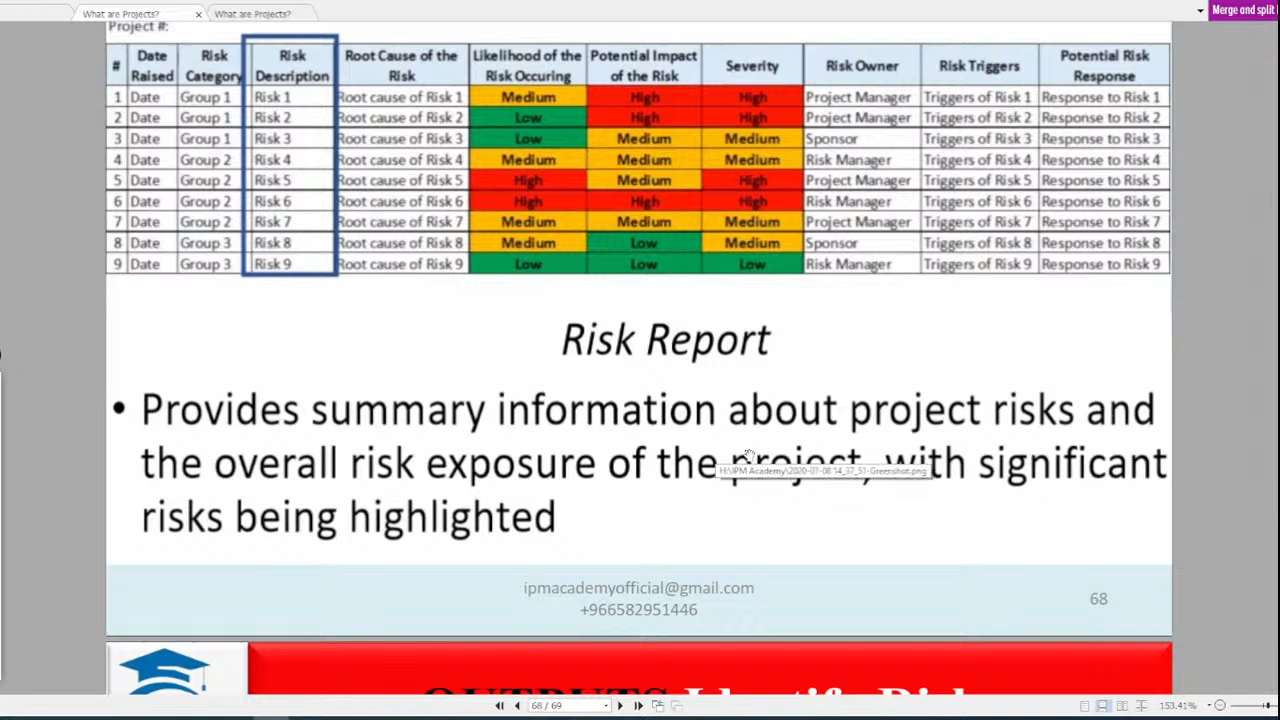 What are Projects? × What are Projects?
Merge and split
Project #:
# Date Raised Risk Category Risk Description Root Cause of the Risk Likelihood of the Risk Occuring Potential Impact of the Risk Severity Risk Owner Risk Triggers Potential Risk Response
1 Date Group 1 Risk 1 Root cause of Risk 1 Medium High High Project Manager Triggers of Risk 1 Response to Risk 1
2 Date Group 1 Risk 2 Root cause of Risk 2 Low High High Project Manager Triggers of Risk 2 Response to Risk 2
3 Date Group 1 Risk 3 Root cause of Risk 3 Low Medium Medium Sponsor Triggers of Risk 3 Response to Risk 3
4 Date Group 2 Risk 4 Root cause of Risk 4 Medium Medium Medium Risk Manager Triggers of Risk 4 Response to Risk 4
5 Date Group 2 Risk 5 Root cause of Risk 5 High Medium High Project Manager Triggers of Risk 5 Response to Risk 5
6 Date Group 2 Risk 6 Root cause of Risk 6 High High High Risk Manager Triggers of Risk 6 Response to Risk 6
7 Date Group 2 Risk 7 Root cause of Risk 7 Medium Medium Medium Project Manager Triggers of Risk 7 Response to Risk 7
8 Date Group 3 Risk 8 Root cause of Risk 8 Medium Low Medium Sponsor Triggers of Risk 8 Response to Risk 8
9 Date Group 3 Risk 9 Root cause of Risk 9 Low Low Low Risk Manager Triggers of Risk 9 Response to Risk 9
Risk Report
• Provides summary information about project risks and
the overall risk exposure of the project, with significant
H:\IPM Academy\2020-07-08 14_37_51-Greenshot.png
risks being highlighted
ipmacademyofficial@gmail.com
+966582951446
68
OUTPUTS Identify Risk
68 / 69
153.41%